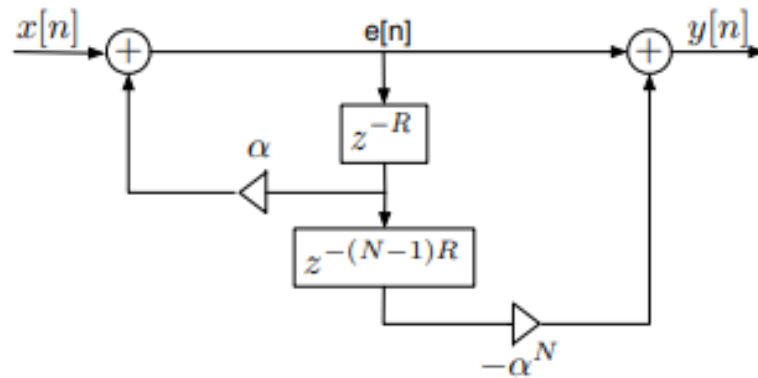 x[n] + e[n] + y[n]
z^{-R}
α
z^{-(N-1)R}
-α^N